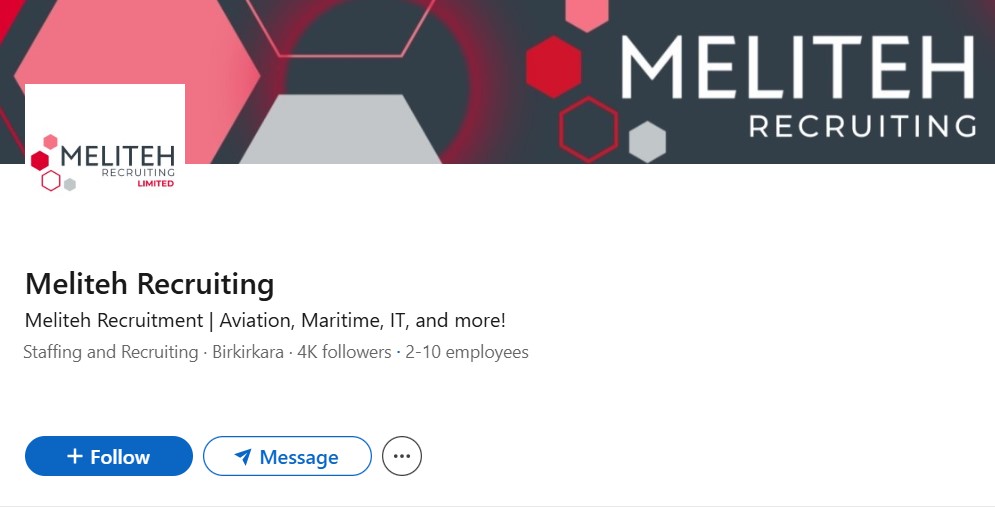 MELITEH
RECRUITING
MELITEH
RECRUITING
LIMITED
Meliteh Recruiting
Meliteh Recruitment | Aviation, Maritime, IT, and more!
Staffing and Recruiting · Birkirkara · 4K followers · 2-10 employees
+ Follow
Message